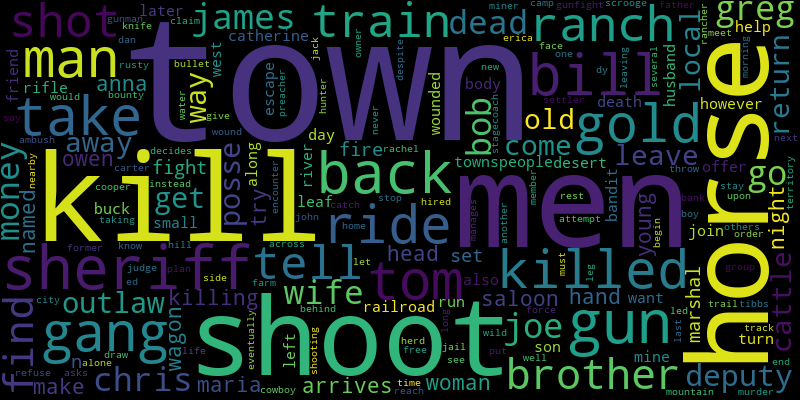 shot
james
train
dead
ranch
greg
man
town
bill
local
help
return
rifle
anna
way
west
catherine
later
escape
preacher
jack
hunter
owner
despite
never
wounded
body
new
bob
old
gold
husband
however
take
away
posse
day
fire
river
along
try
come
townspeople
desert
leave
offer
go
night
horse
money
owen
fight
get
buck
small
named
nearby
kill
back
men
bandit
young
join
cattle
territory
ride
leaf
head
set
also
killed
marshal
sheriff
tell
tom
hand
want
saloon
outlaw
killing
wife
railroad
run
joe
gun
mine
son
deputy
find
gang
wagon
shoot
brother
make
chris
maria
arrives
woman
left
shooting
eventually
cowboy
time
reach
jail
see
free
herd
long
wild
put
well
force
leg
led
last
trail
tibbs
track
turn
end
murder
mountain
friend
gunman
knife
dan
rusty
bullet
water
give
would
bounty
say
ambush
carter
cooper
instead
taking
decides
wound
encounter
john
rachel
catch
stop
hired
home
across
former
know
hill
judge
plan
side
let
ed
city
farm
behind
life
alone
draw
refuse
asks
miner
claim
gunfight
scrooge
father
rancher
meet
erica
face
one
dy
leaving
several
camp
settler
death
stagecoach
member
another
rest
attempt
manages
begin
must
throw
bank
stay
upon
boy
others
order
group
morning
next
n